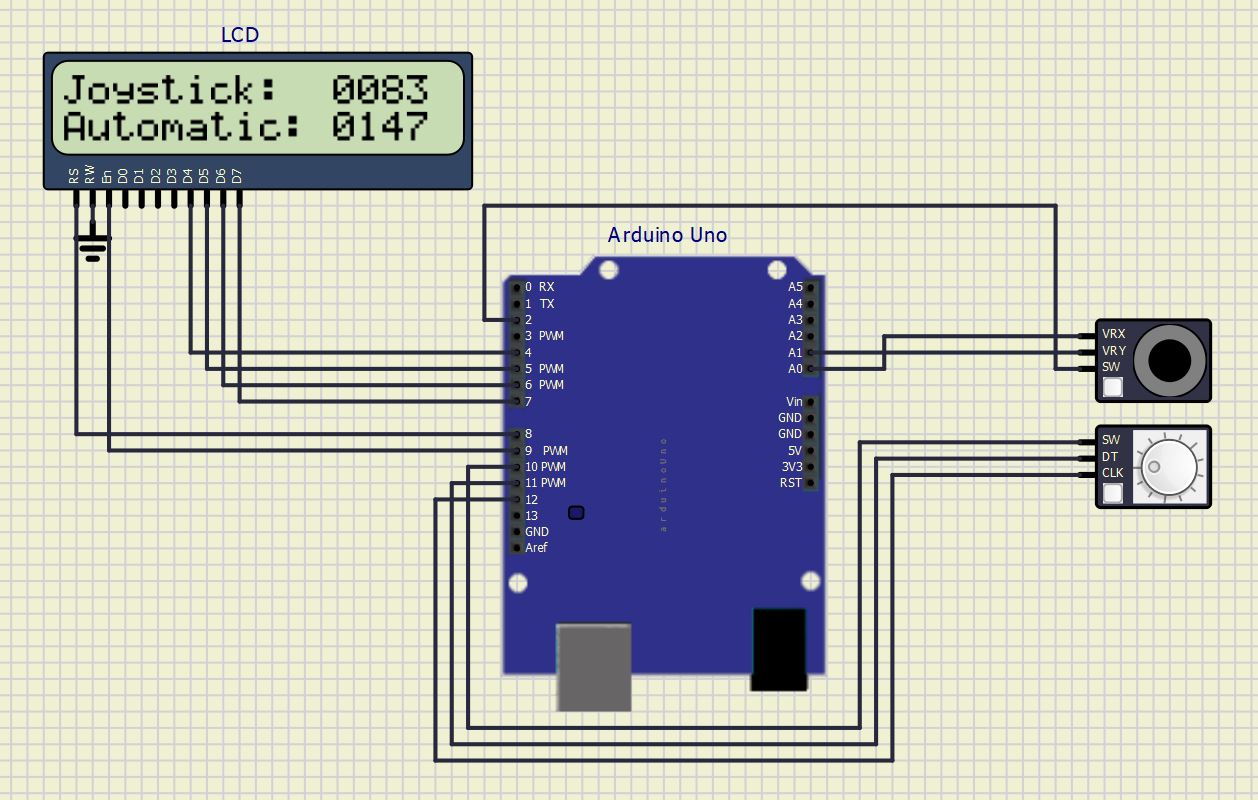 LCD
Joystick: 0083
Automatic: 0147
RS RW En D0 D1 D2 D3 D4 D5 D6 D7
Arduino Uno
0 RX
1 TX
2
3 PWM
4
5 PWM
6 PWM
7
8
9 PWM
10 PWM
11 PWM
12
13
GND
Aref
arduinoUno
A5
A4
A3
A2
A1
A0
Vin
GND
GND
5V
3V3
RST
VRX
VRY
SW
SW
DT
CLK